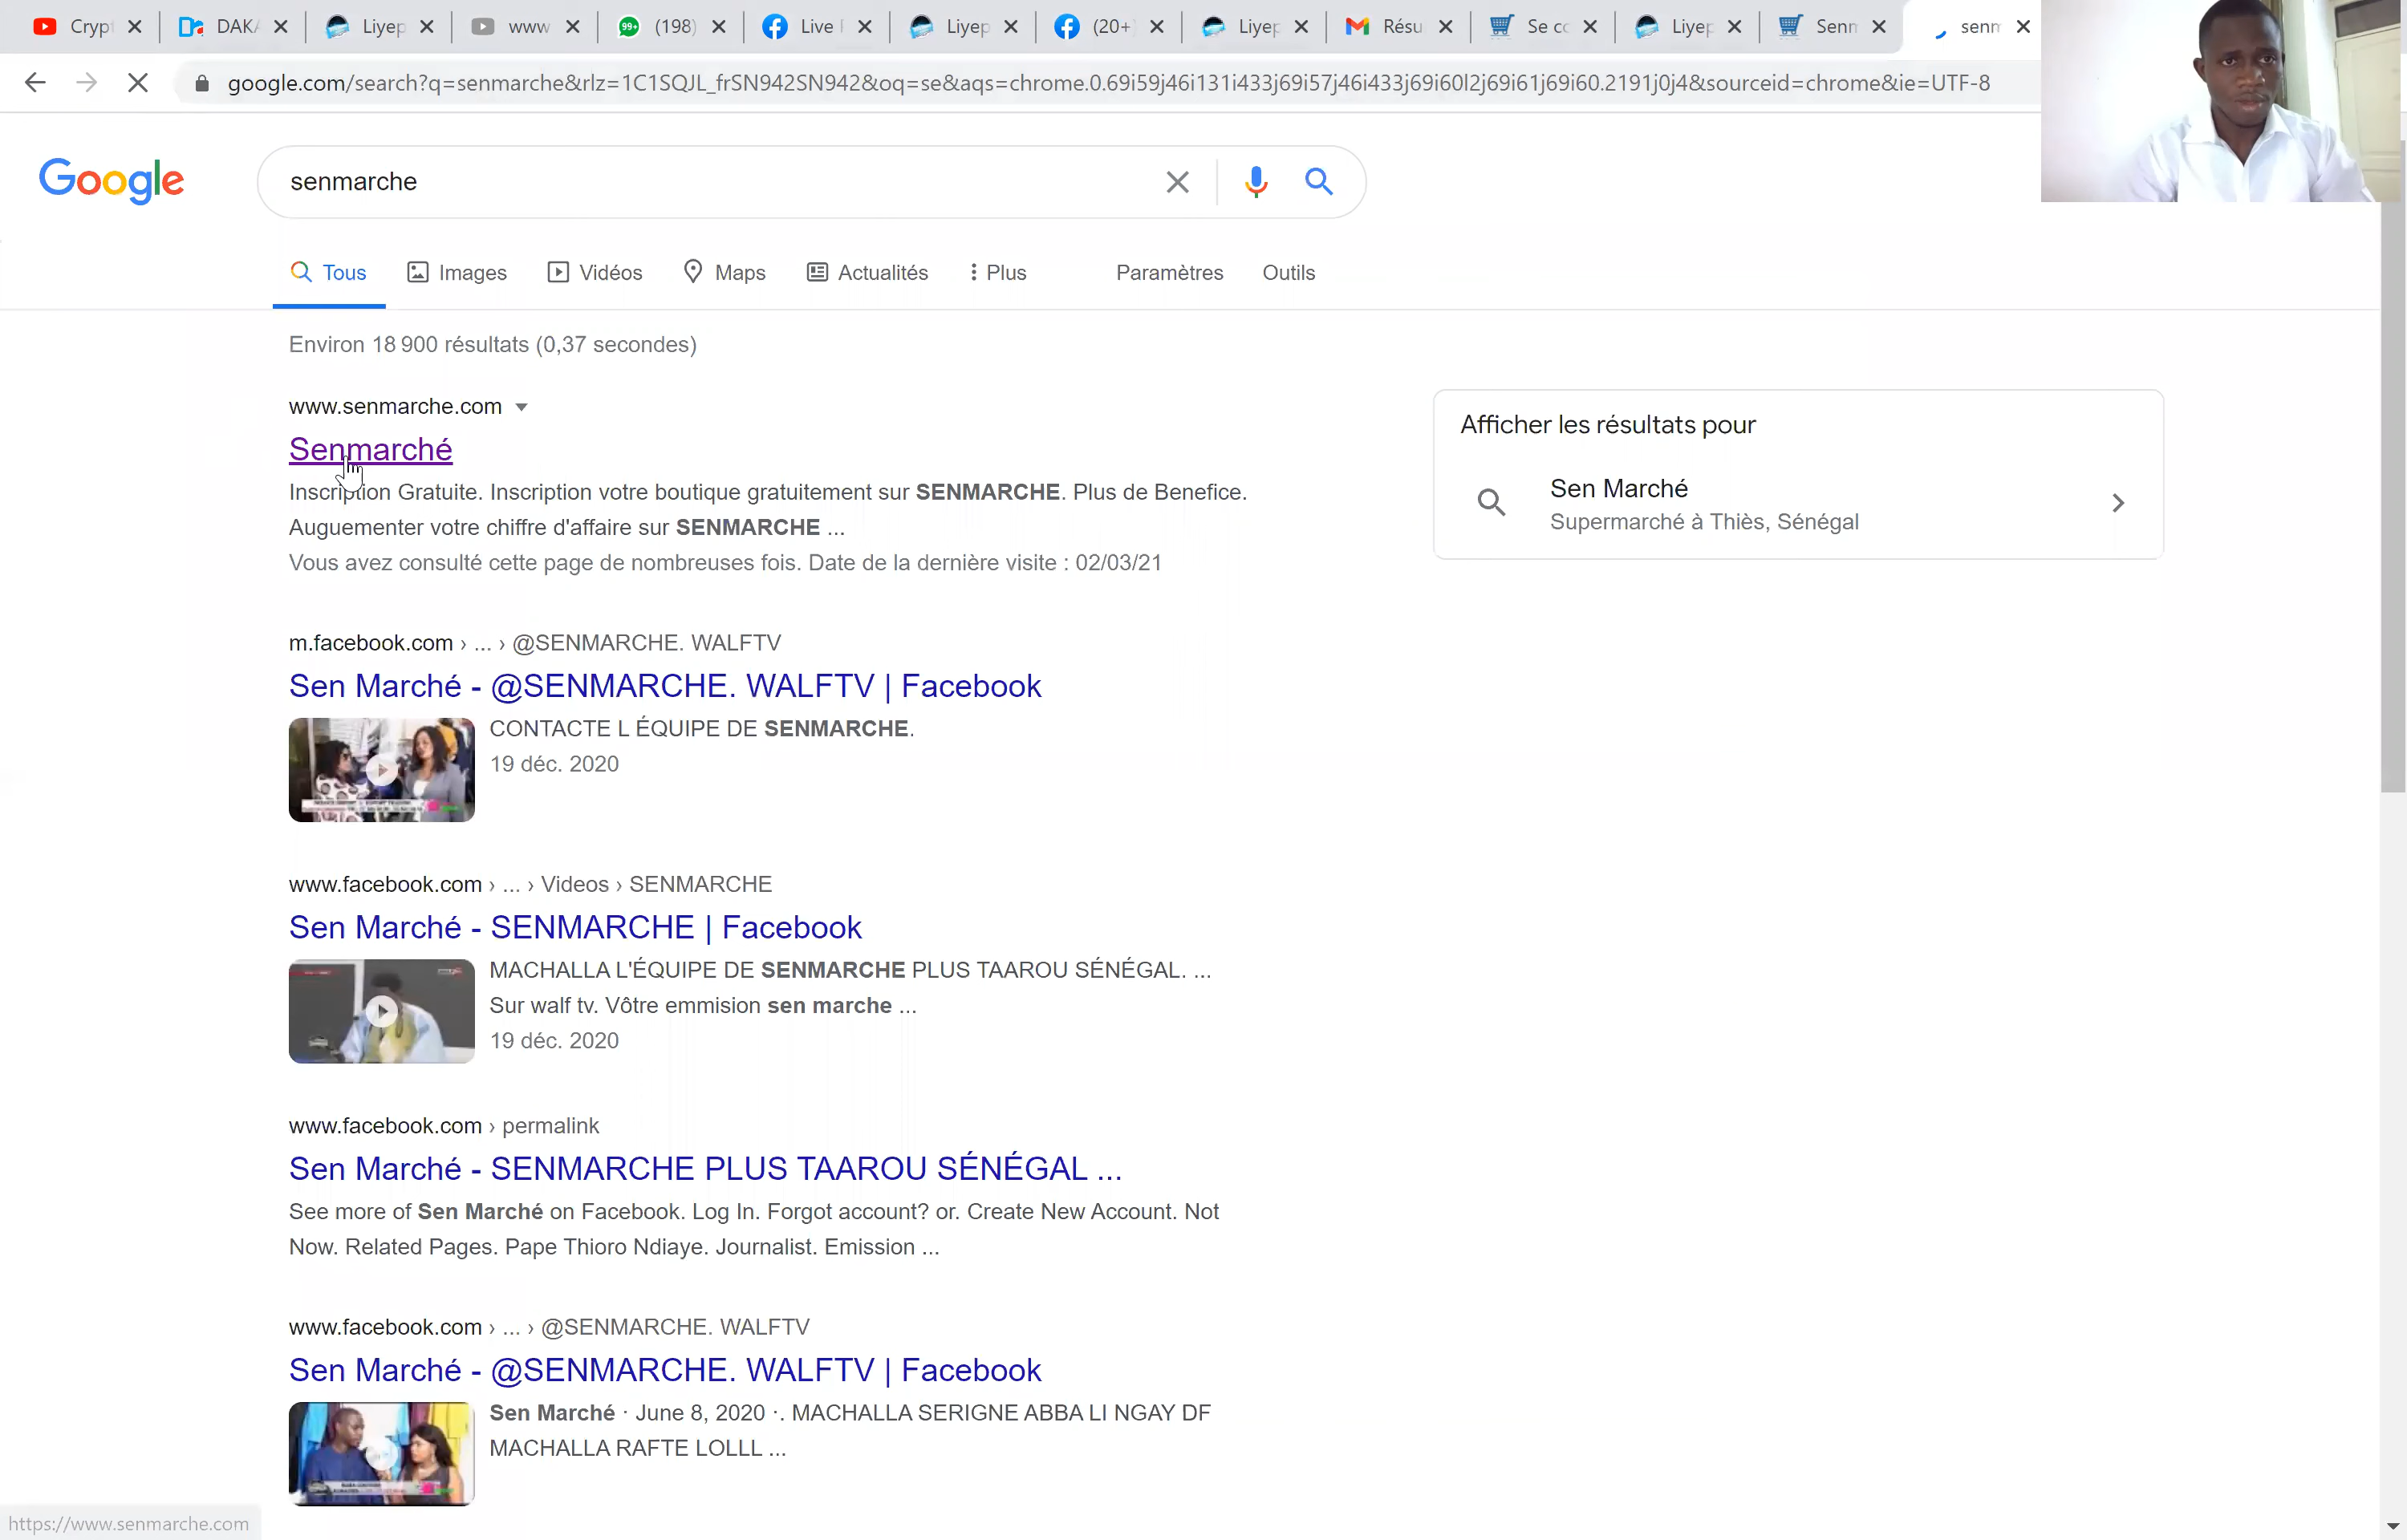 Cryp DAKA Liyep www (198) Live Liyep (20+ Liyep Résu Se co Liyep Senm senm
google.com/search?q=senmarche&rlz=1C1SQJL_frSN942SN942&oq=se&aqs=chrome.0.69i59j46i131i433j69i57j46i433j69i60l2j69i61j69i60.2191j0j4&sourceid=chrome&ie=UTF-8
Google
senmarche
Tous Images Vidéos Maps Actualités Plus Paramètres Outils
Environ 18 900 résultats (0,37 secondes)
www.senmarche.com
Senmarché
Inscription Gratuite. Inscription votre boutique gratuitement sur SENMARCHE. Plus de Benefice.
Auguementer votre chiffre d'affaire sur SENMARCHE ...
Vous avez consulté cette page de nombreuses fois. Date de la dernière visite : 02/03/21
Afficher les résultats pour
Sen Marché
Supermarché à Thiès, Sénégal
m.facebook.com › ... › @SENMARCHE. WALFTV
Sen Marché - @SENMARCHE. WALFTV | Facebook
CONTACTE L ÉQUIPE DE SENMARCHE.
19 déc. 2020
www.facebook.com › ... › Videos › SENMARCHE
Sen Marché - SENMARCHE | Facebook
MACHALLA L'ÉQUIPE DE SENMARCHE PLUS TAAROU SÉNÉGAL. ...
Sur walf tv. Vôtre emmision sen marche ...
19 déc. 2020
www.facebook.com › permalink
Sen Marché - SENMARCHE PLUS TAAROU SÉNÉGAL ...
See more of Sen Marché on Facebook. Log In. Forgot account? or. Create New Account. Not
Now. Related Pages. Pape Thioro Ndiaye. Journalist. Emission ...
www.facebook.com › ... › @SENMARCHE. WALFTV
Sen Marché - @SENMARCHE. WALFTV | Facebook
Sen Marché · June 8, 2020 ·. MACHALLA SERIGNE ABBA LI NGAY DF
MACHALLA RAFTE LOLLL ...
https://www.senmarche.com